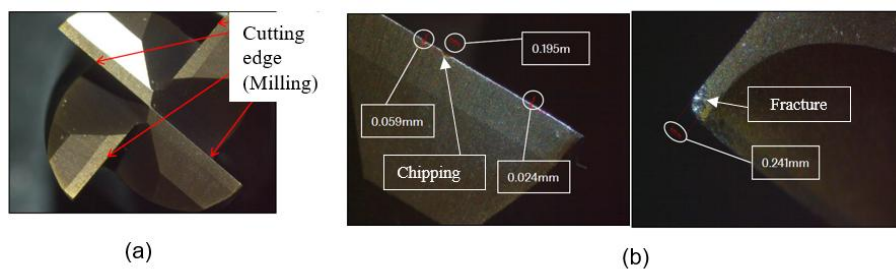 Cutting
edge
(Milling)
0.195m
0.059mm
Chipping
0.024mm
Fracture
0.241mm
(a)
(b)